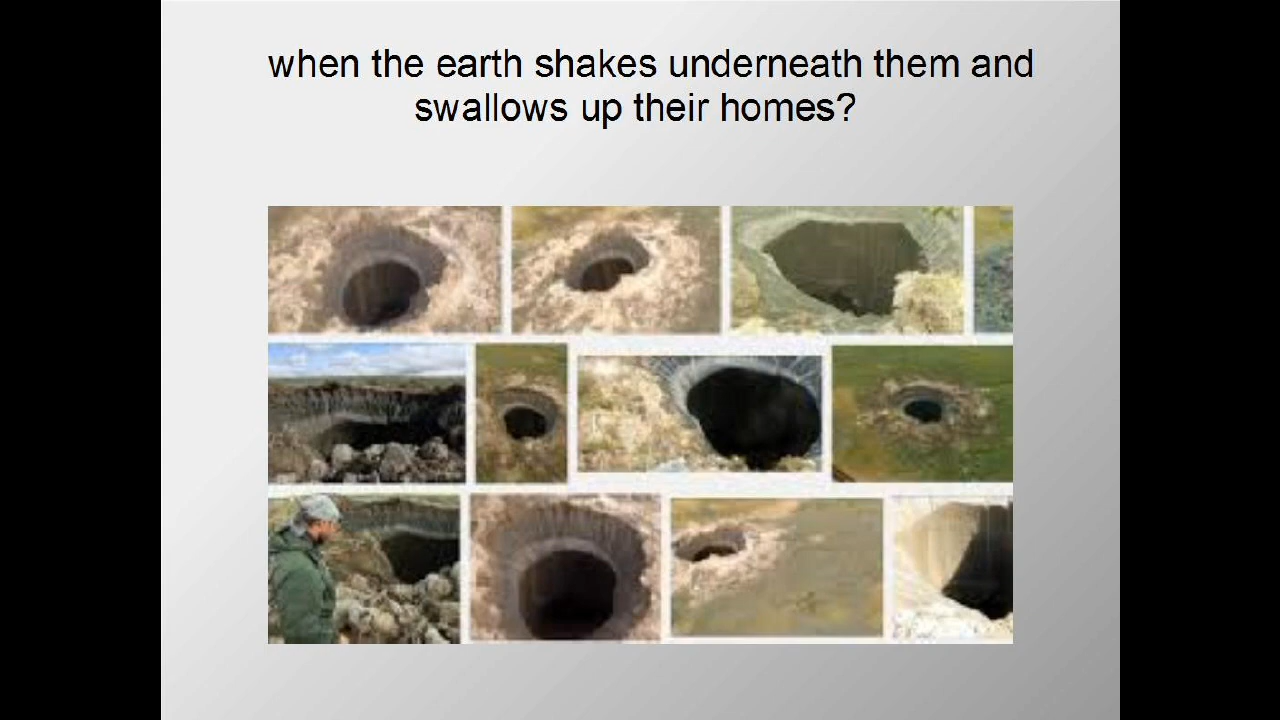 when the earth shakes underneath them and
swallows up their homes?